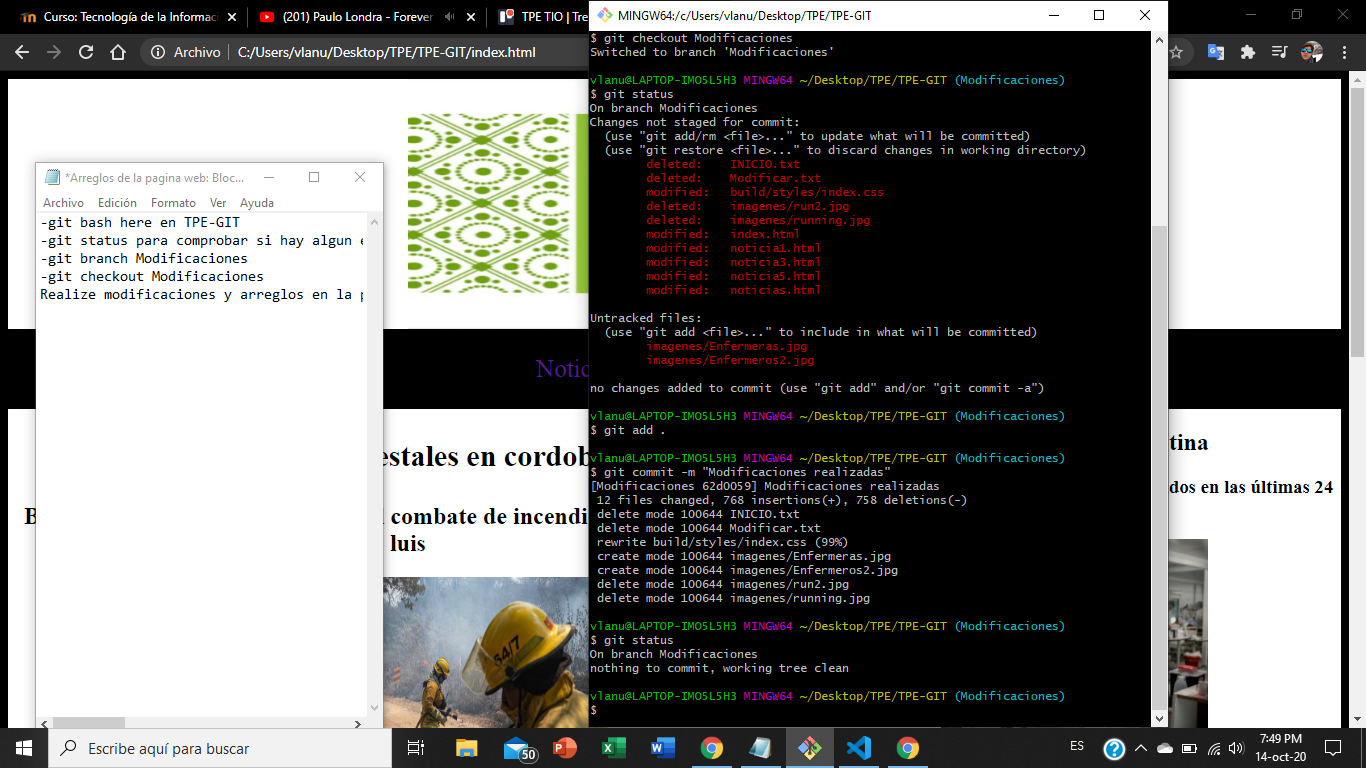 Curso: Tecnología de la Informac
(201) Paulo Londra - Forever
TPE TIO | Tre
Archivo
C:/Users/vlanu/Desktop/TPE/TPE-GIT/index.html
*Arreglos de la pagina web: Bloc...
Archivo Edición Formato Ver Ayuda
-git bash here en TPE-GIT
-git status para comprobar si hay algun e
-git branch Modificaciones
-git checkout Modificaciones
Realize modificaciones y arreglos en la p
Notic
estales en cordob
combate de incendi
luis
64/7
MINGW64:/c/Users/vlanu/Desktop/TPE/TPE-GIT
$ git checkout Modificaciones
Switched to branch 'Modificaciones'
vlanu@LAPTOP-IMO5L5H3 MINGW64 ~/Desktop/TPE/TPE-GIT (Modificaciones)
$ git status
On branch Modificaciones
Changes not staged for commit:
(use "git add/rm <file>..." to update what will be committed)
(use "git restore <file>..." to discard changes in working directory)
deleted: INICIO.txt
deleted: Modificar.txt
modified: build/styles/index.css
deleted: imagenes/run2.jpg
deleted: imagenes/running.jpg
modified: index.html
modified: noticia1.html
modified: noticia3.html
modified: noticia5.html
modified: noticias.html
Untracked files:
(use "git add <file>..." to include in what will be committed)
imagenes/Enfermeras.jpg
imagenes/Enfermeros2.jpg
no changes added to commit (use "git add" and/or "git commit -a")
vlanu@LAPTOP-IMO5L5H3 MINGW64 ~/Desktop/TPE/TPE-GIT (Modificaciones)
$ git add .
vlanu@LAPTOP-IMO5L5H3 MINGW64 ~/Desktop/TPE/TPE-GIT (Modificaciones)
$ git commit -m "Modificaciones realizadas"
[Modificaciones 62d0059] Modificaciones realizadas
12 files changed, 768 insertions(+), 758 deletions(-)
delete mode 100644 INICIO.txt
delete mode 100644 Modificar.txt
rewrite build/styles/index.css (99%)
create mode 100644 imagenes/Enfermeras.jpg
create mode 100644 imagenes/Enfermeros2.jpg
delete mode 100644 imagenes/run2.jpg
delete mode 100644 imagenes/running.jpg
vlanu@LAPTOP-IMO5L5H3 MINGW64 ~/Desktop/TPE/TPE-GIT (Modificaciones)
$ git status
On branch Modificaciones
nothing to commit, working tree clean
vlanu@LAPTOP-IMO5L5H3 MINGW64 ~/Desktop/TPE/TPE-GIT (Modificaciones)
$
tina
dos en las últimas 24
Escribe aquí para buscar
50
ES
7:49 PM
14-oct-20